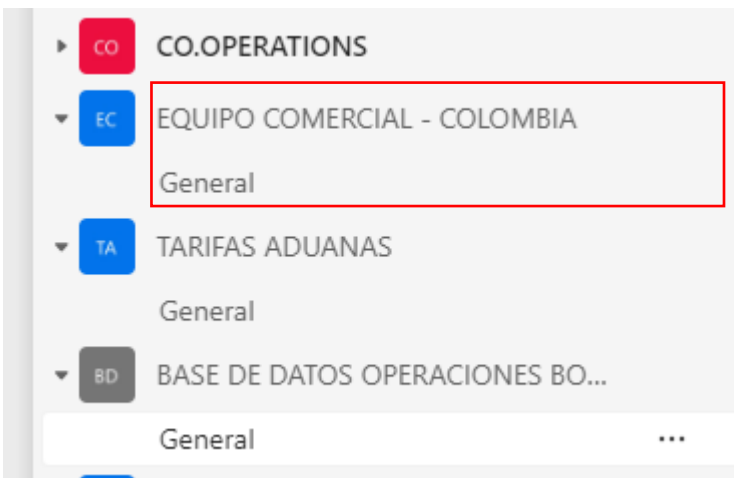 CO CO.OPERATIONS
EC EQUIPO COMERCIAL - COLOMBIA
General
TA TARIFAS ADUANAS
General
BD BASE DE DATOS OPERACIONES BO...
General ...